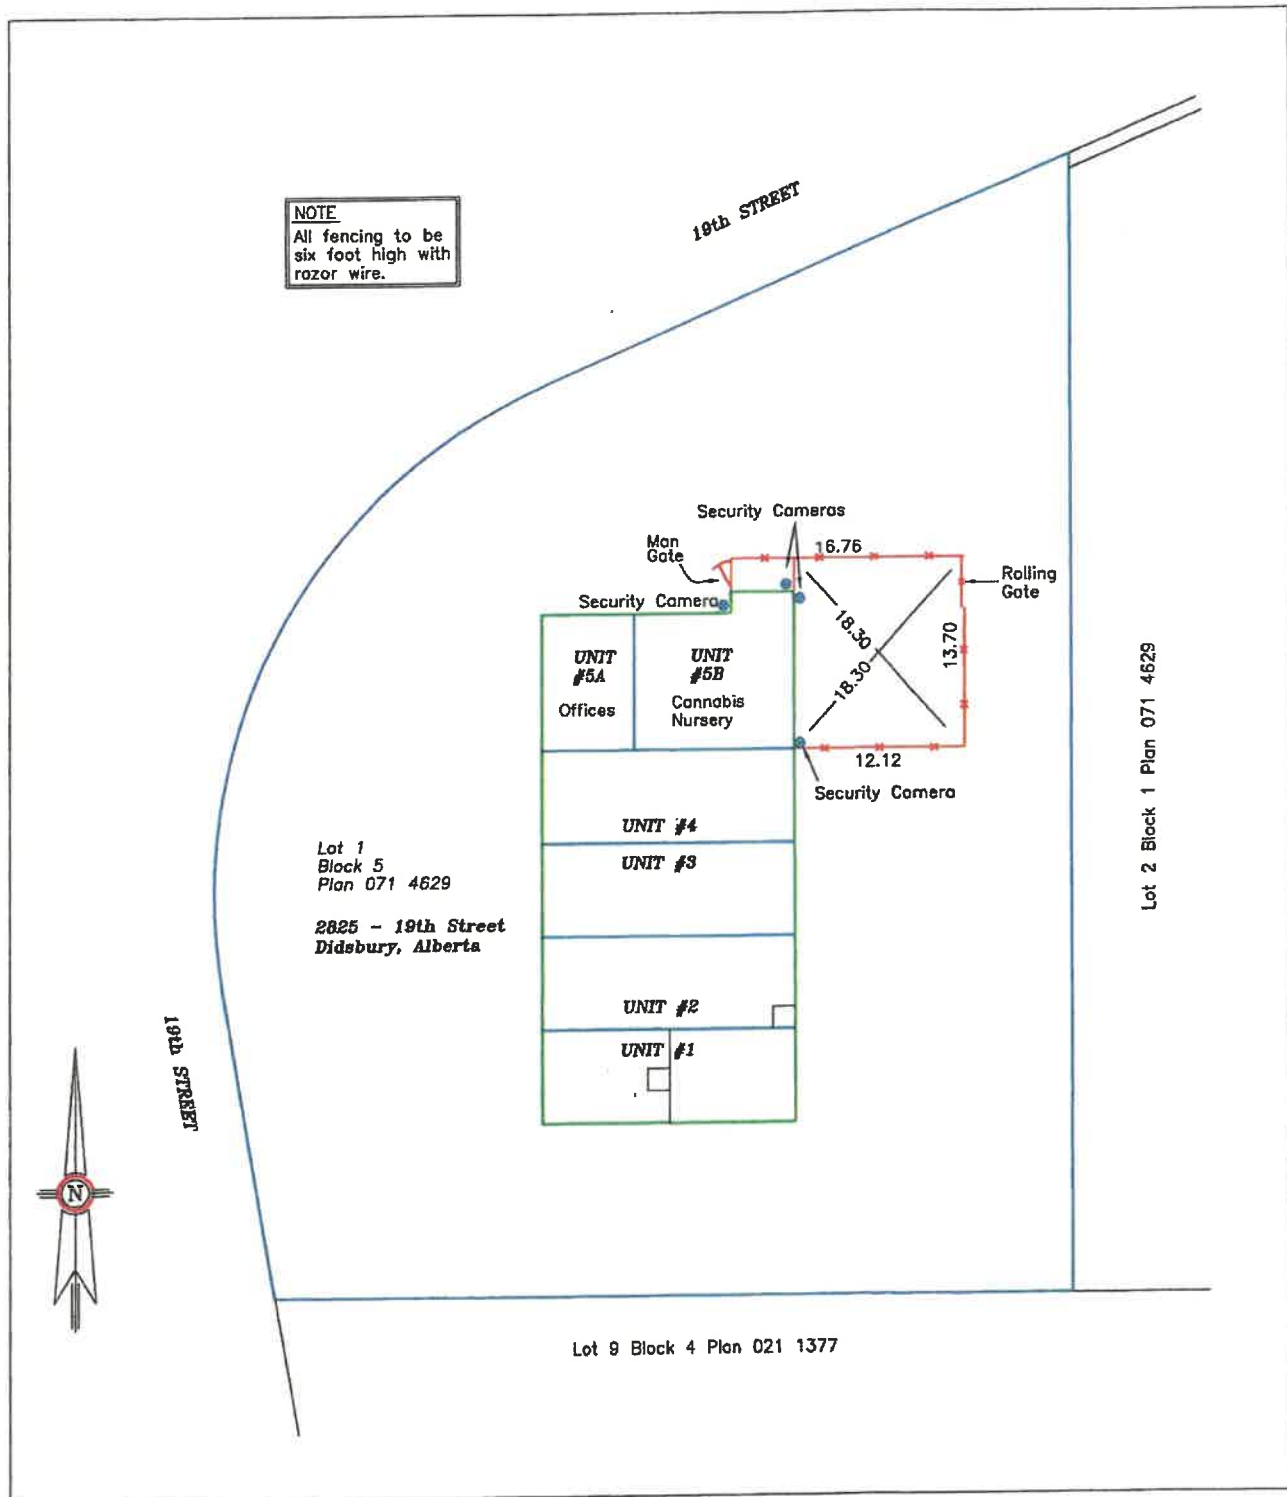 19th STREET
NOTE
All fencing to be
six foot high with
razor wire.
Security Cameras
Man
Gate
16.76
Rolling
Gate
Security Camera
18.30
18.30
13.70
UNIT
#5A
Offices
UNIT
#5B
Cannabis
Nursery
12.12
Security Camera
Lot 2 Block 1 Plan 071 4629
UNIT #4
UNIT #3
Lot 1
Block 5
Plan 071 4629
2825 - 19th Street
Didsbury, Alberta
UNIT #2
UNIT #1
19th STREET
N
Lot 9 Block 4 Plan 021 1377